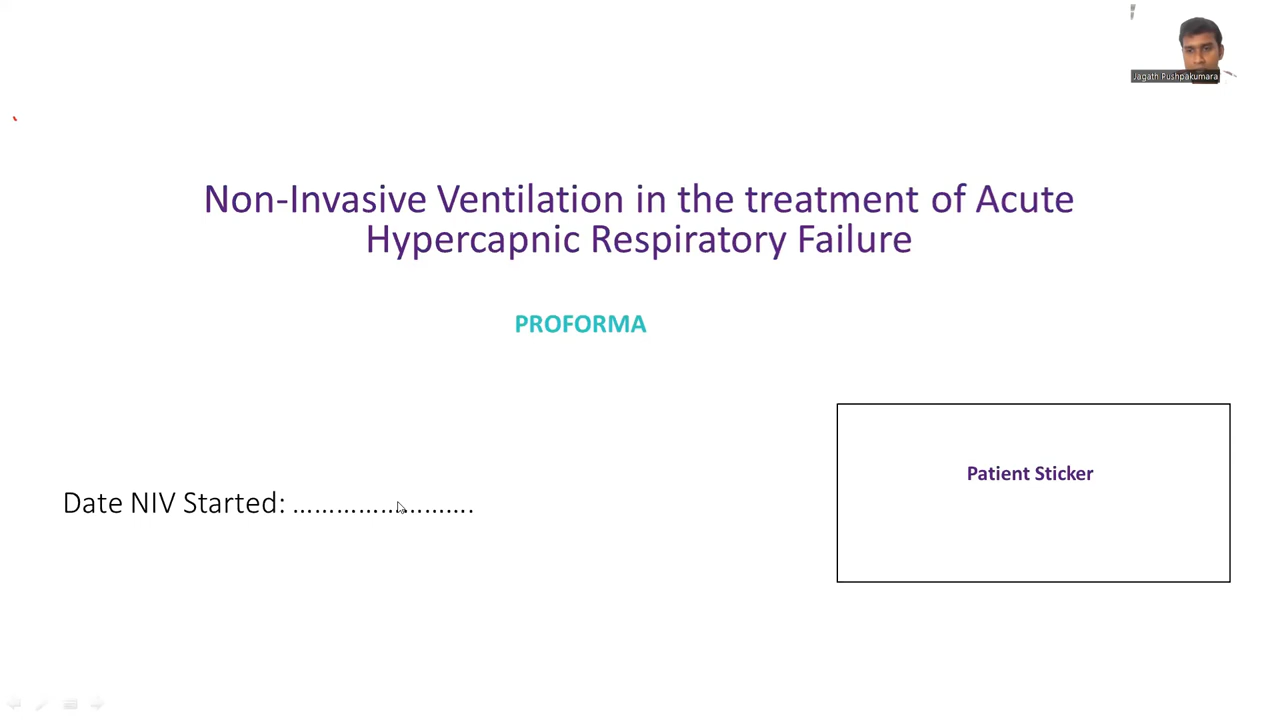 Jagath Pushpakumara
Non-Invasive Ventilation in the treatment of Acute
Hypercapnic Respiratory Failure
PROFORMA
Patient Sticker
Date NIV Started: ……………………….